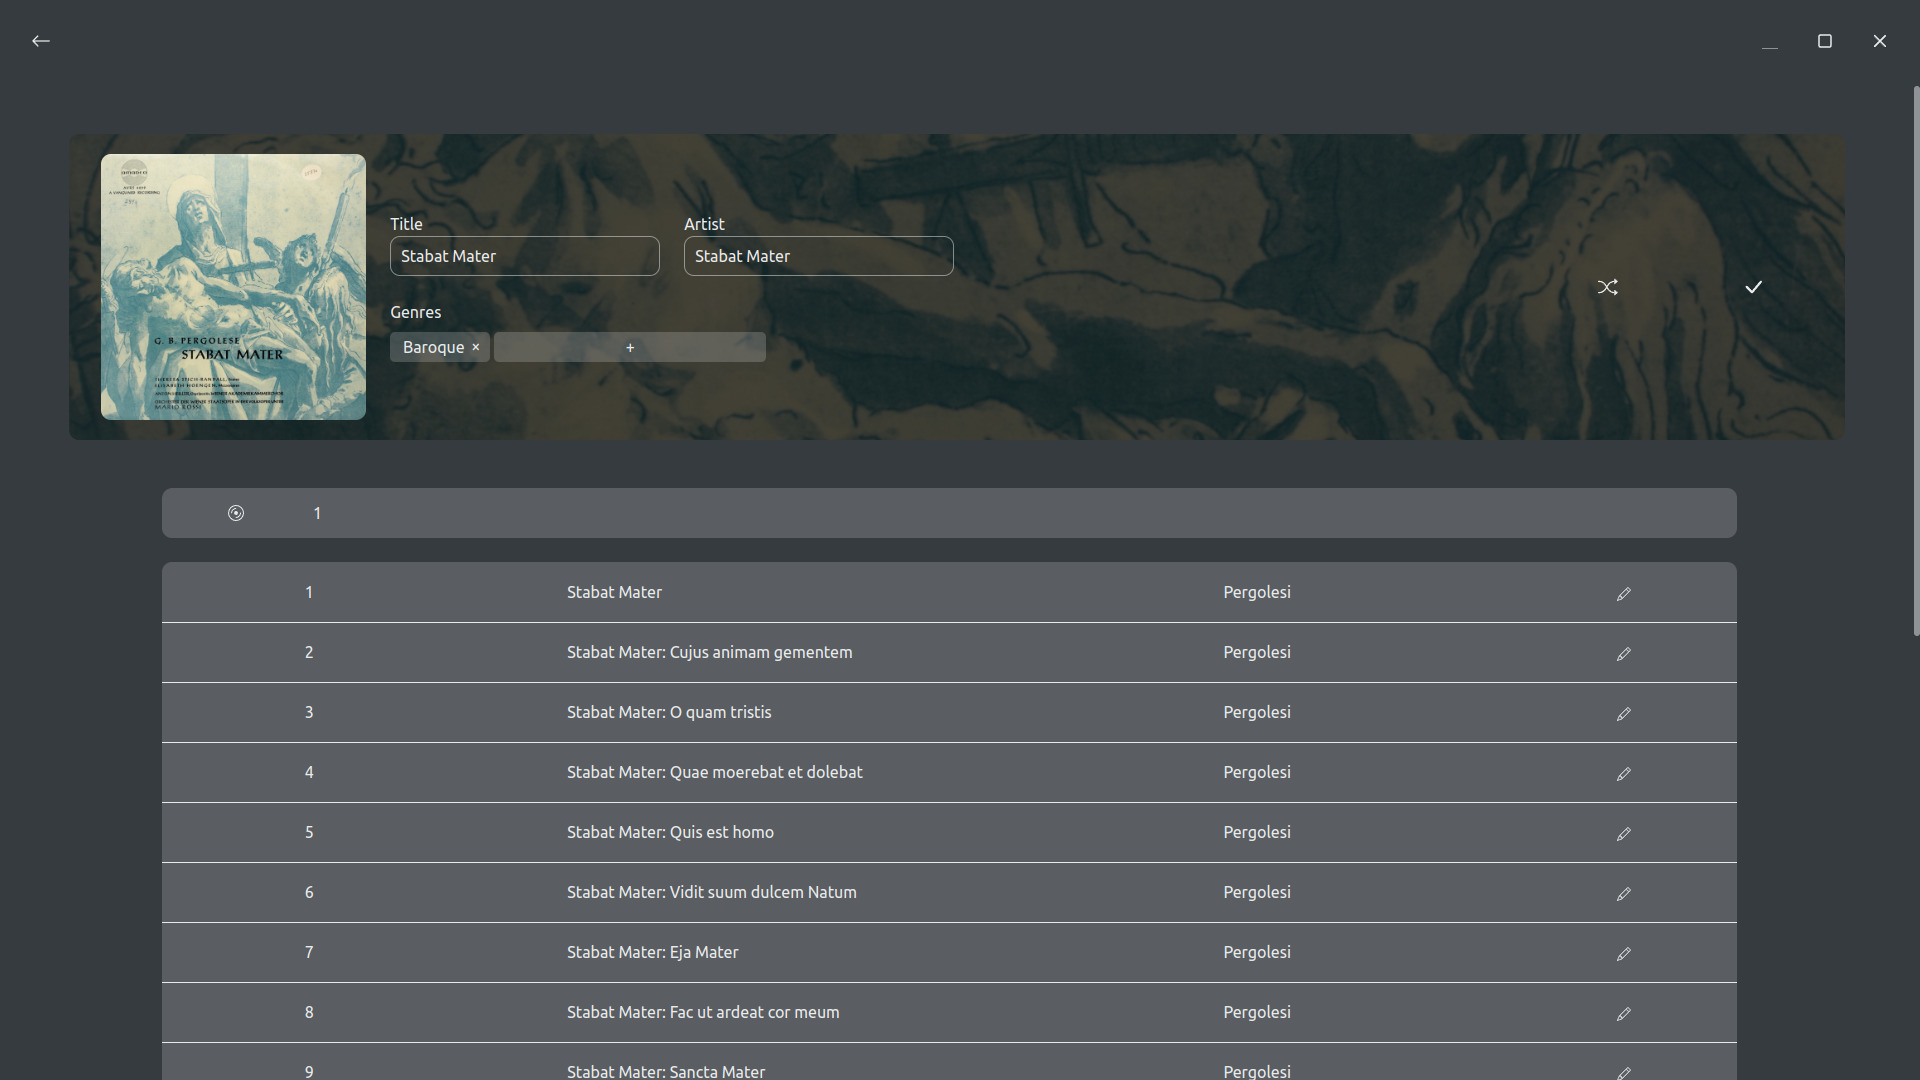 Title
Artist
Stabat Mater
Stabat Mater
Genres
Baroque ×
+
G. B. PERGOLESE
STABAT MATER
MARIO ROSSI
1
1 Stabat Mater Pergolesi
2 Stabat Mater: Cujus animam gementem Pergolesi
3 Stabat Mater: O quam tristis Pergolesi
4 Stabat Mater: Quae moerebat et dolebat Pergolesi
5 Stabat Mater: Quis est homo Pergolesi
6 Stabat Mater: Vidit suum dulcem Natum Pergolesi
7 Stabat Mater: Eja Mater Pergolesi
8 Stabat Mater: Fac ut ardeat cor meum Pergolesi
9 Stabat Mater: Sancta Mater Pergolesi